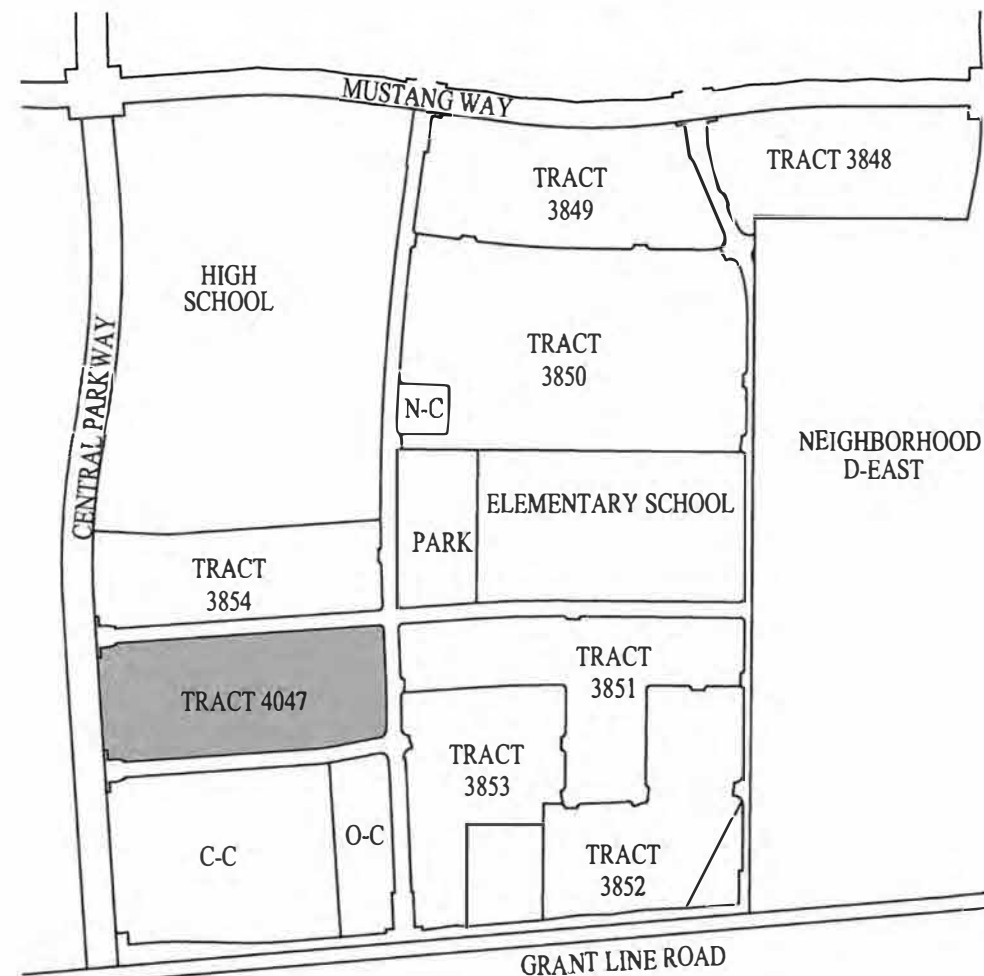 MUSTANG WAY
TRACT 3848
TRACT
3849
HIGH
SCHOOL
TRACT
3850
CENTRAL PARKWAY
N-C
NEIGHBORHOOD
D-EAST
ELEMENTARY SCHOOL
PARK
TRACT
3854
TRACT
3851
TRACT 4047
TRACT
3853
O-C
C-C
TRACT
3852
GRANT LINE ROAD